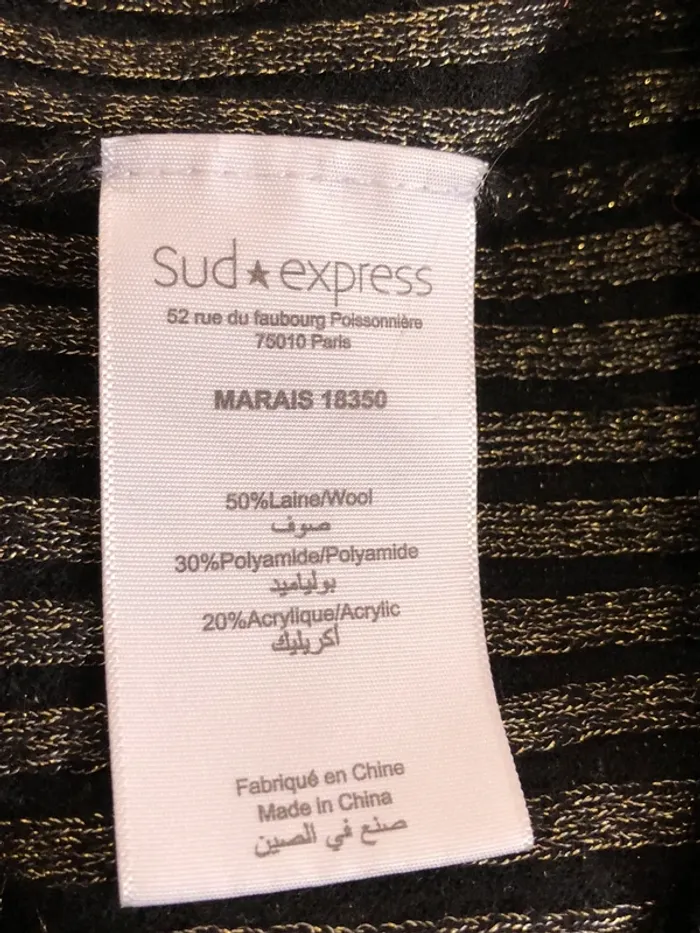 Sud★express
52 rue du faubourg Poissonnière
75010 Paris
MARAIS 18350
50%Laine/Wool
صوف
30%Polyamide/Polyamide
بولياميد
20%Acrylique/Acrylic
أكريليك
Fabriqué en Chine
Made in China
صنع في الصين